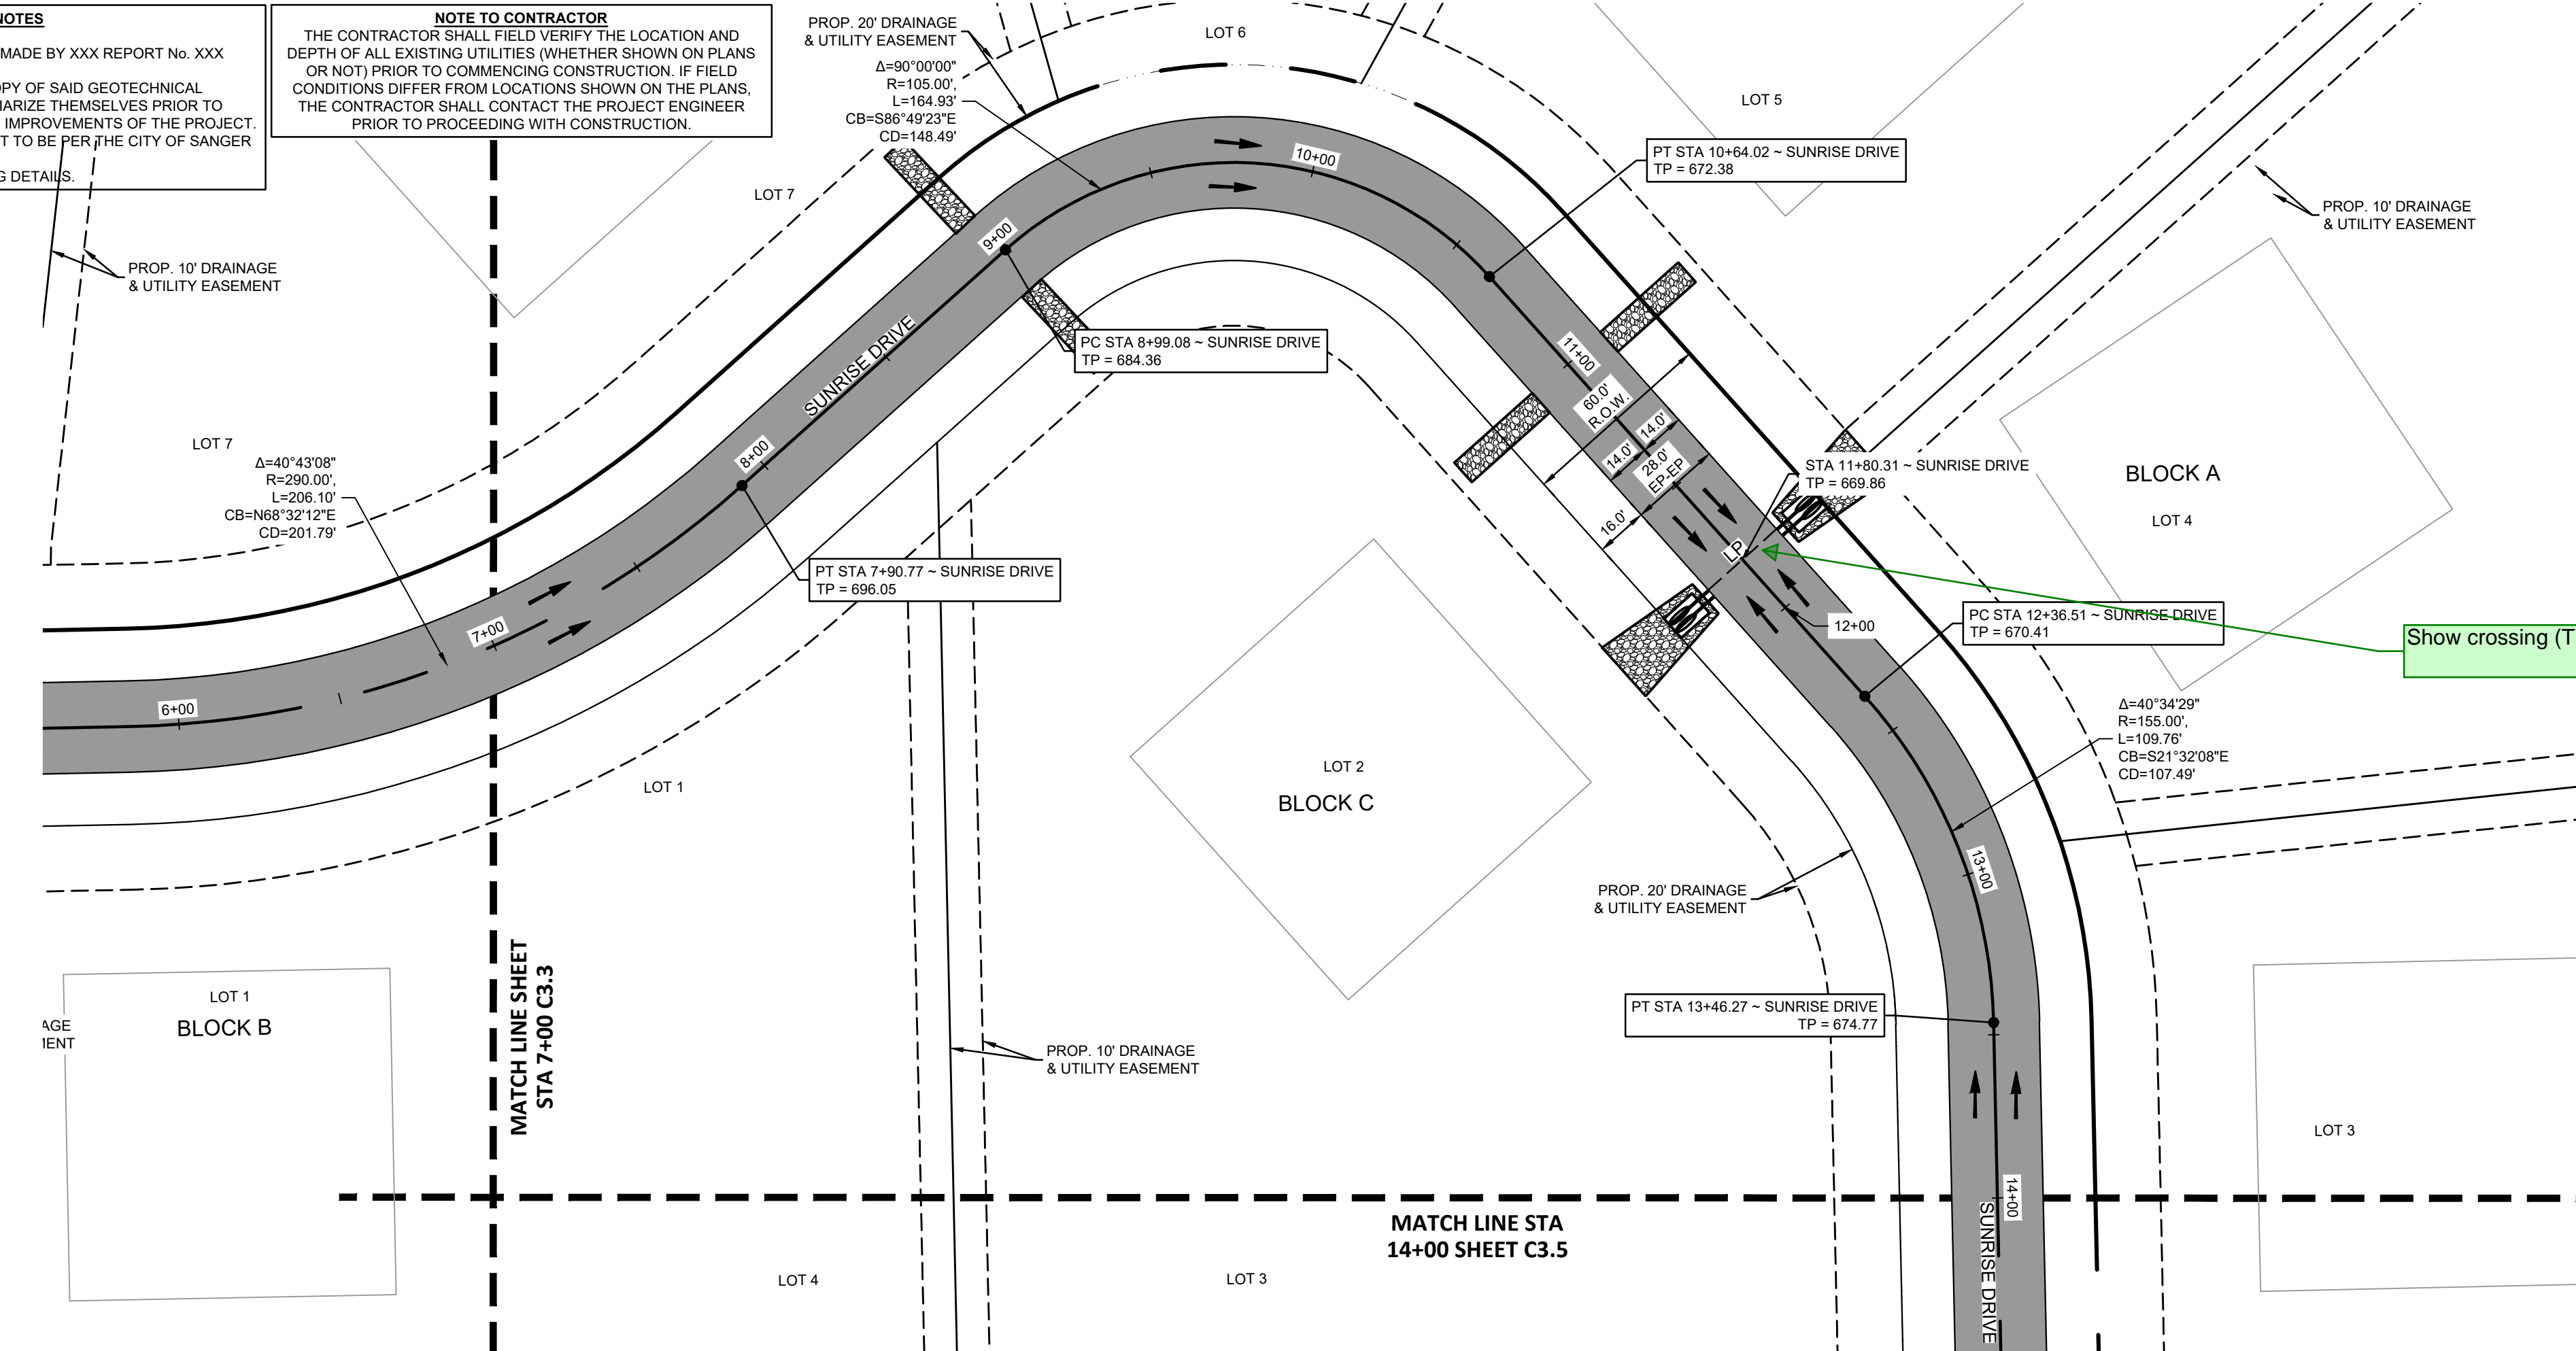 NOTES
MADE BY XXX REPORT No. XXX
PY OF SAID GEOTECHNICAL
IARIZE THEMSELVES PRIOR TO
IMPROVEMENTS OF THE PROJECT.
T TO BE PER THE CITY OF SANGER
G DETAILS.
NOTE TO CONTRACTOR
THE CONTRACTOR SHALL FIELD VERIFY THE LOCATION AND
DEPTH OF ALL EXISTING UTILITIES (WHETHER SHOWN ON PLANS
OR NOT) PRIOR TO COMMENCING CONSTRUCTION. IF FIELD
CONDITIONS DIFFER FROM LOCATIONS SHOWN ON THE PLANS,
THE CONTRACTOR SHALL CONTACT THE PROJECT ENGINEER
PRIOR TO PROCEEDING WITH CONSTRUCTION.
PROP. 20' DRAINAGE
& UTILITY EASEMENT
Δ=90°00'00"
R=105.00',
L=164.93'
CB=S86°49'23"E
CD=148.49'
LOT 6
LOT 5
LOT 7
PT STA 10+64.02 ~ SUNRISE DRIVE
TP = 672.38
10+00
9+00
PROP. 10' DRAINAGE
& UTILITY EASEMENT
PROP. 10' DRAINAGE
& UTILITY EASEMENT
PC STA 8+99.08 ~ SUNRISE DRIVE
TP = 684.36
SUNRISE DRIVE
11+00
60.0'
R.O.W.
14.0'
14.0'
28.0'
EP-EP
16.0'
LOT 7
Δ=40°43'08"
R=290.00',
L=206.10'
CB=N68°32'12"E
CD=201.79'
8+00
STA 11+80.31 ~ SUNRISE DRIVE
TP = 669.86
BLOCK A
LOT 4
LP
PT STA 7+90.77 ~ SUNRISE DRIVE
TP = 696.05
7+00
12+00
PC STA 12+36.51 ~ SUNRISE DRIVE
TP = 670.41
Show crossing (T
6+00
Δ=40°34'29"
R=155.00',
L=109.76'
CB=S21°32'08"E
CD=107.49'
LOT 1
LOT 2
BLOCK C
13+00
PROP. 20' DRAINAGE
& UTILITY EASEMENT
LOT 1
BLOCK B
AGE
MENT
MATCH LINE SHEET
STA 7+00 C3.3
PT STA 13+46.27 ~ SUNRISE DRIVE
TP = 674.77
PROP. 10' DRAINAGE
& UTILITY EASEMENT
LOT 3
14+00
SUNRISE DRIVE
MATCH LINE STA
14+00 SHEET C3.5
LOT 4
LOT 3